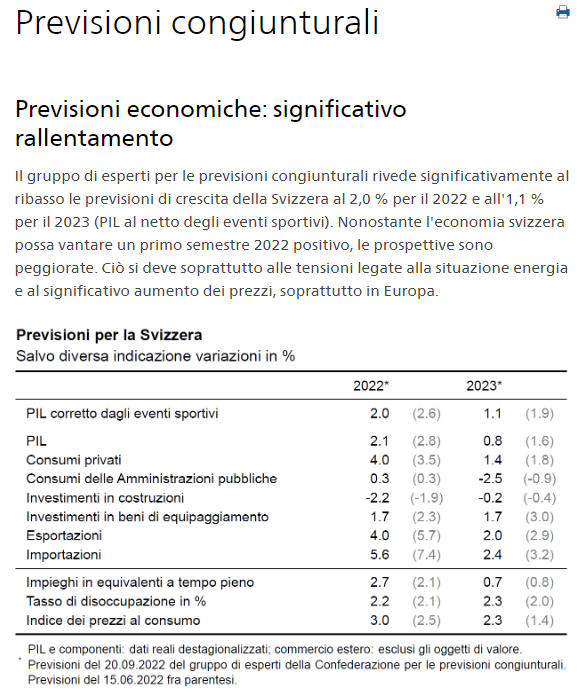 Previsioni congiunturali
Previsioni economiche: significativo
rallentamento
Il gruppo di esperti per le previsioni congiunturali rivede significativamente al
ribasso le previsioni di crescita della Svizzera al 2,0 % per il 2022 e all'1,1 %
per il 2023 (PIL al netto degli eventi sportivi). Nonostante l'economia svizzera
possa vantare un primo semestre 2022 positivo, le prospettive sono
peggiorate. Ciò si deve soprattutto alle tensioni legate alla situazione energia
e al significativo aumento dei prezzi, soprattutto in Europa.
Previsioni per la Svizzera
Salvo diversa indicazione variazioni in %
2022* 2023*
PIL corretto dagli eventi sportivi 2.0 (2.6) 1.1 (1.9)
PIL 2.1 (2.8) 0.8 (1.6)
Consumi privati 4.0 (3.5) 1.4 (1.8)
Consumi delle Amministrazioni pubbliche 0.3 (0.3) -2.5 (-0.9)
Investimenti in costruzioni -2.2 (-1.9) -0.2 (-0.4)
Investimenti in beni di equipaggiamento 1.7 (2.3) 1.7 (3.0)
Esportazioni 4.0 (5.7) 2.0 (2.9)
Importazioni 5.6 (7.4) 2.4 (3.2)
Impieghi in equivalenti a tempo pieno 2.7 (2.1) 0.7 (0.8)
Tasso di disoccupazione in % 2.2 (2.1) 2.3 (2.0)
Indice dei prezzi al consumo 3.0 (2.5) 2.3 (1.4)
PIL e componenti: dati reali destagionalizzati; commercio estero: esclusi gli oggetti di valore.
* Previsioni del 20.09.2022 del gruppo di esperti della Confederazione per le previsioni congiunturali.
Previsioni del 15.06.2022 fra parentesi.